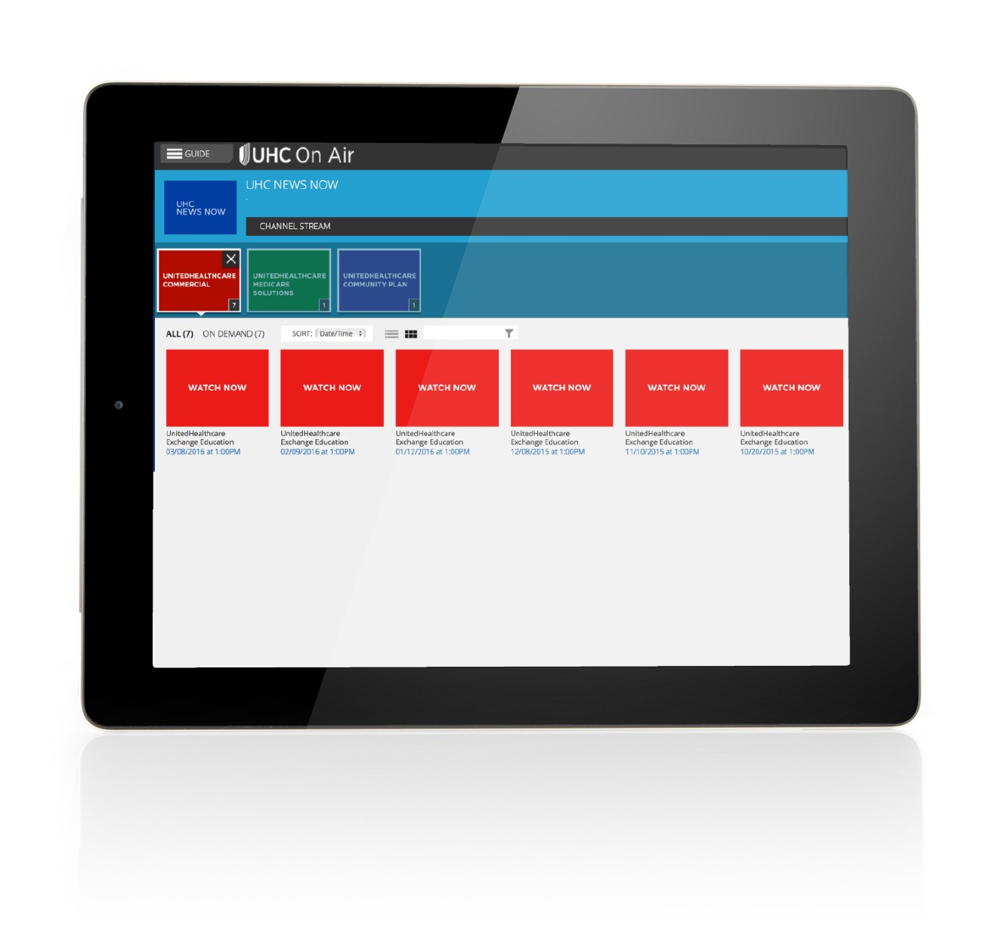 GUIDE
UHC On Air
UHC NEWS NOW
UHC
NEWS NOW
CHANNEL STREAM
UNITEDHEALTHCARE
COMMERCIAL
7
UNITEDHEALTHCARE
MEDICARE
SOLUTIONS
1
UNITEDHEALTHCARE
COMMUNITY PLAN
1
ALL (7) ON DEMAND (7) SORT: Date/Time
WATCH NOW
UnitedHealthcare
Exchange Education
03/08/2016 at 1:00PM
WATCH NOW
UnitedHealthcare
Exchange Education
02/09/2016 at 1:00PM
WATCH NOW
UnitedHealthcare
Exchange Education
01/12/2016 at 1:00PM
WATCH NOW
UnitedHealthcare
Exchange Education
12/08/2015 at 1:00PM
WATCH NOW
UnitedHealthcare
Exchange Education
11/10/2015 at 1:00PM
WATCH NOW
UnitedHealthcare
Exchange Education
10/20/2015 at 1:00PM